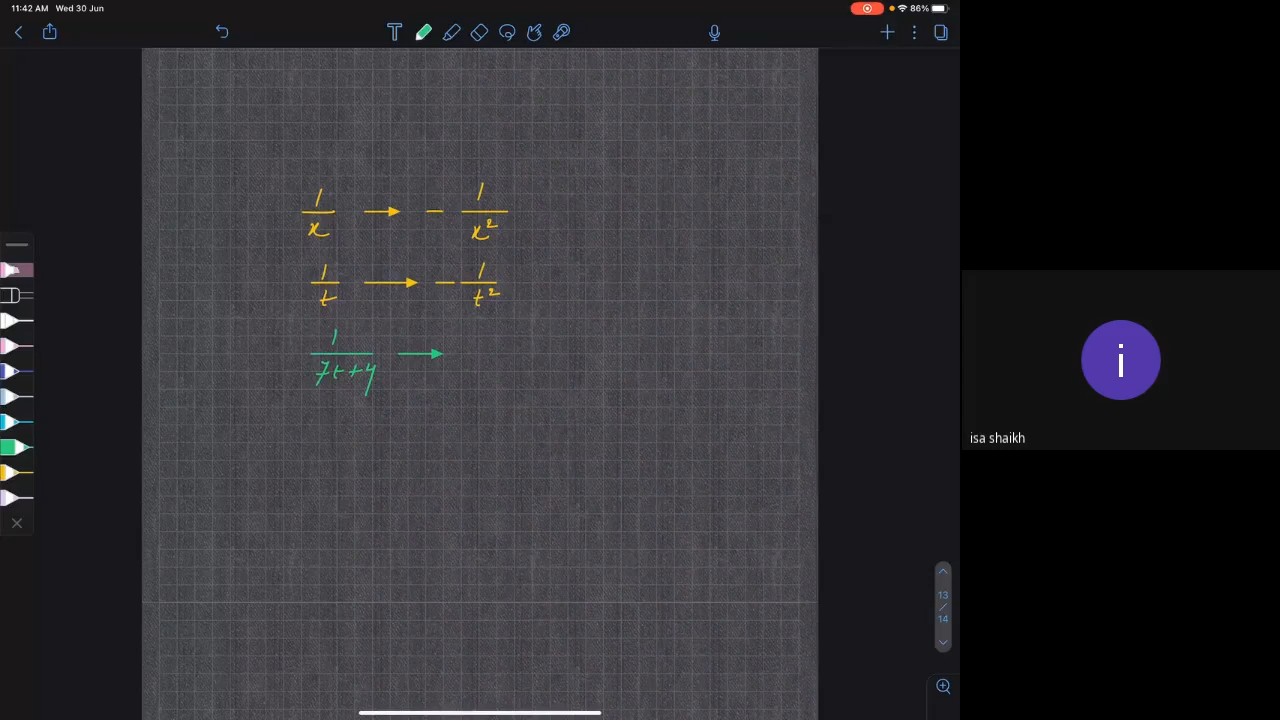 11:42 AM Wed 30 Jun
86%
T
1/x → - 1/x²
1/t → - 1/t²
1/(7t+4) →
i
isa shaikh
13
/
14